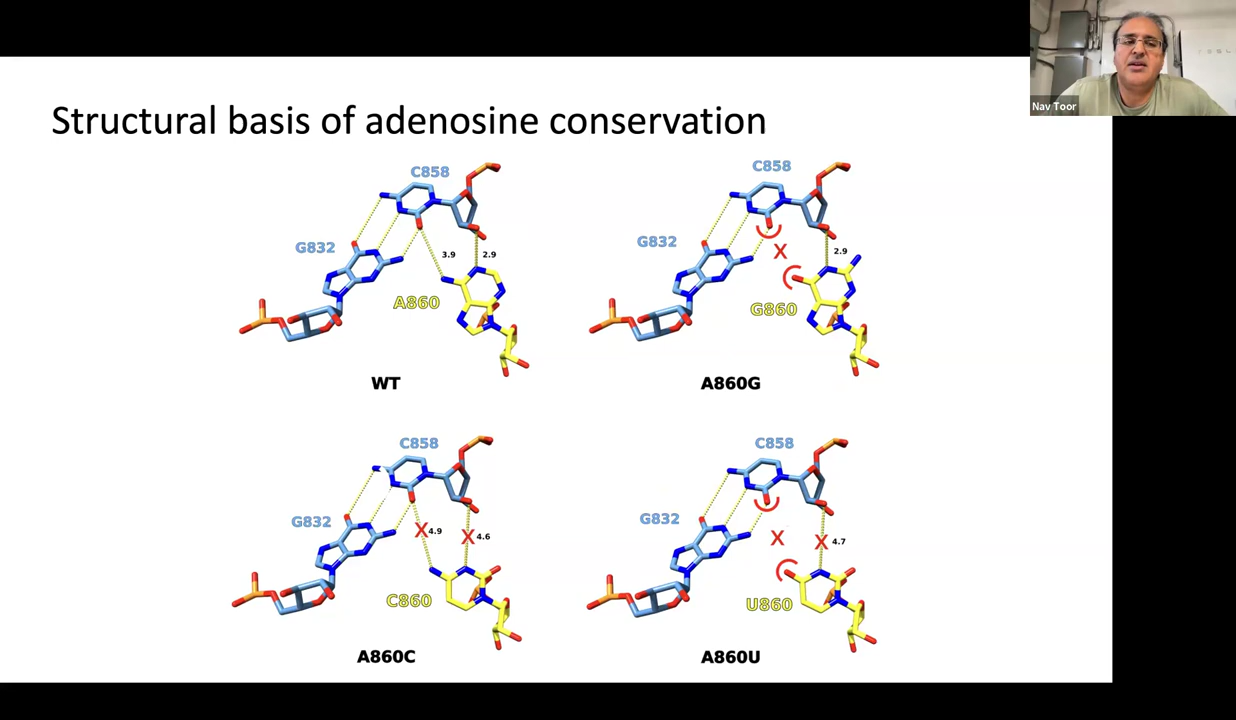 Nav Toor
Structural basis of adenosine conservation
C858
G832
3.9
2.9
A860
WT
C858
G832
X
2.9
G860
A860G
C858
G832
X
4.9
X
4.6
C860
A860C
C858
G832
X
X
4.7
U860
A860U